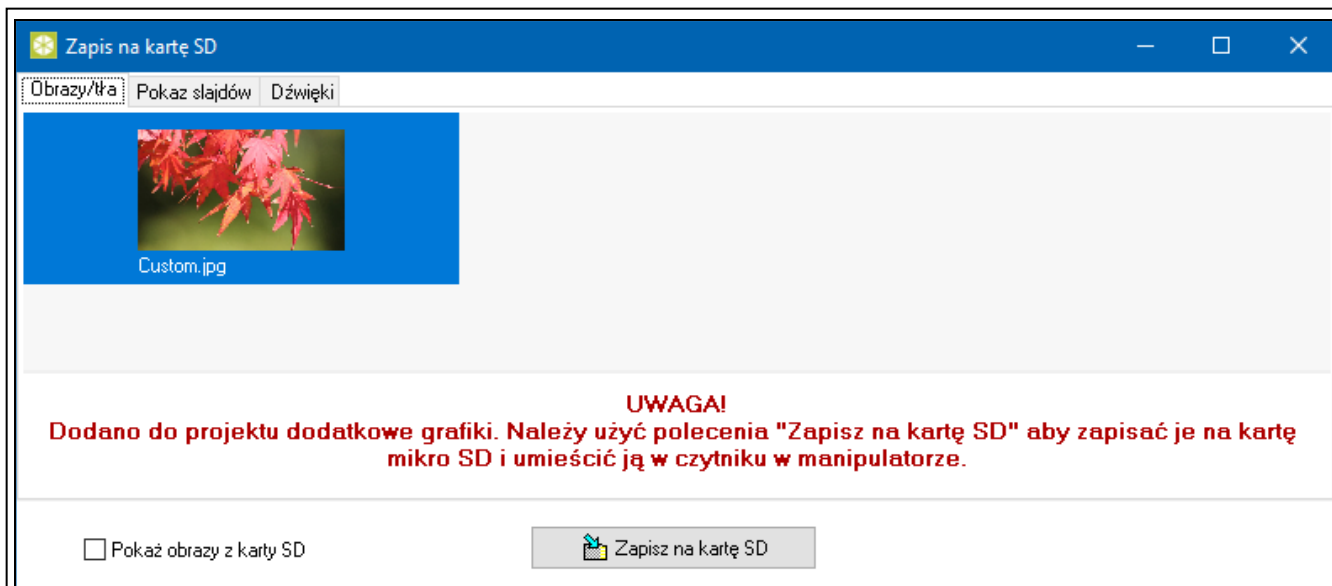 Zapis na kartę SD
Obrazy/tła Pokaz slajdów Dźwięki
Custom.jpg
UWAGA!
Dodano do projektu dodatkowe grafiki. Należy użyć polecenia "Zapisz na kartę SD" aby zapisać je na kartę
mikro SD i umieścić ją w czytniku w manipulatorze.
Pokaż obrazy z karty SD Zapisz na kartę SD